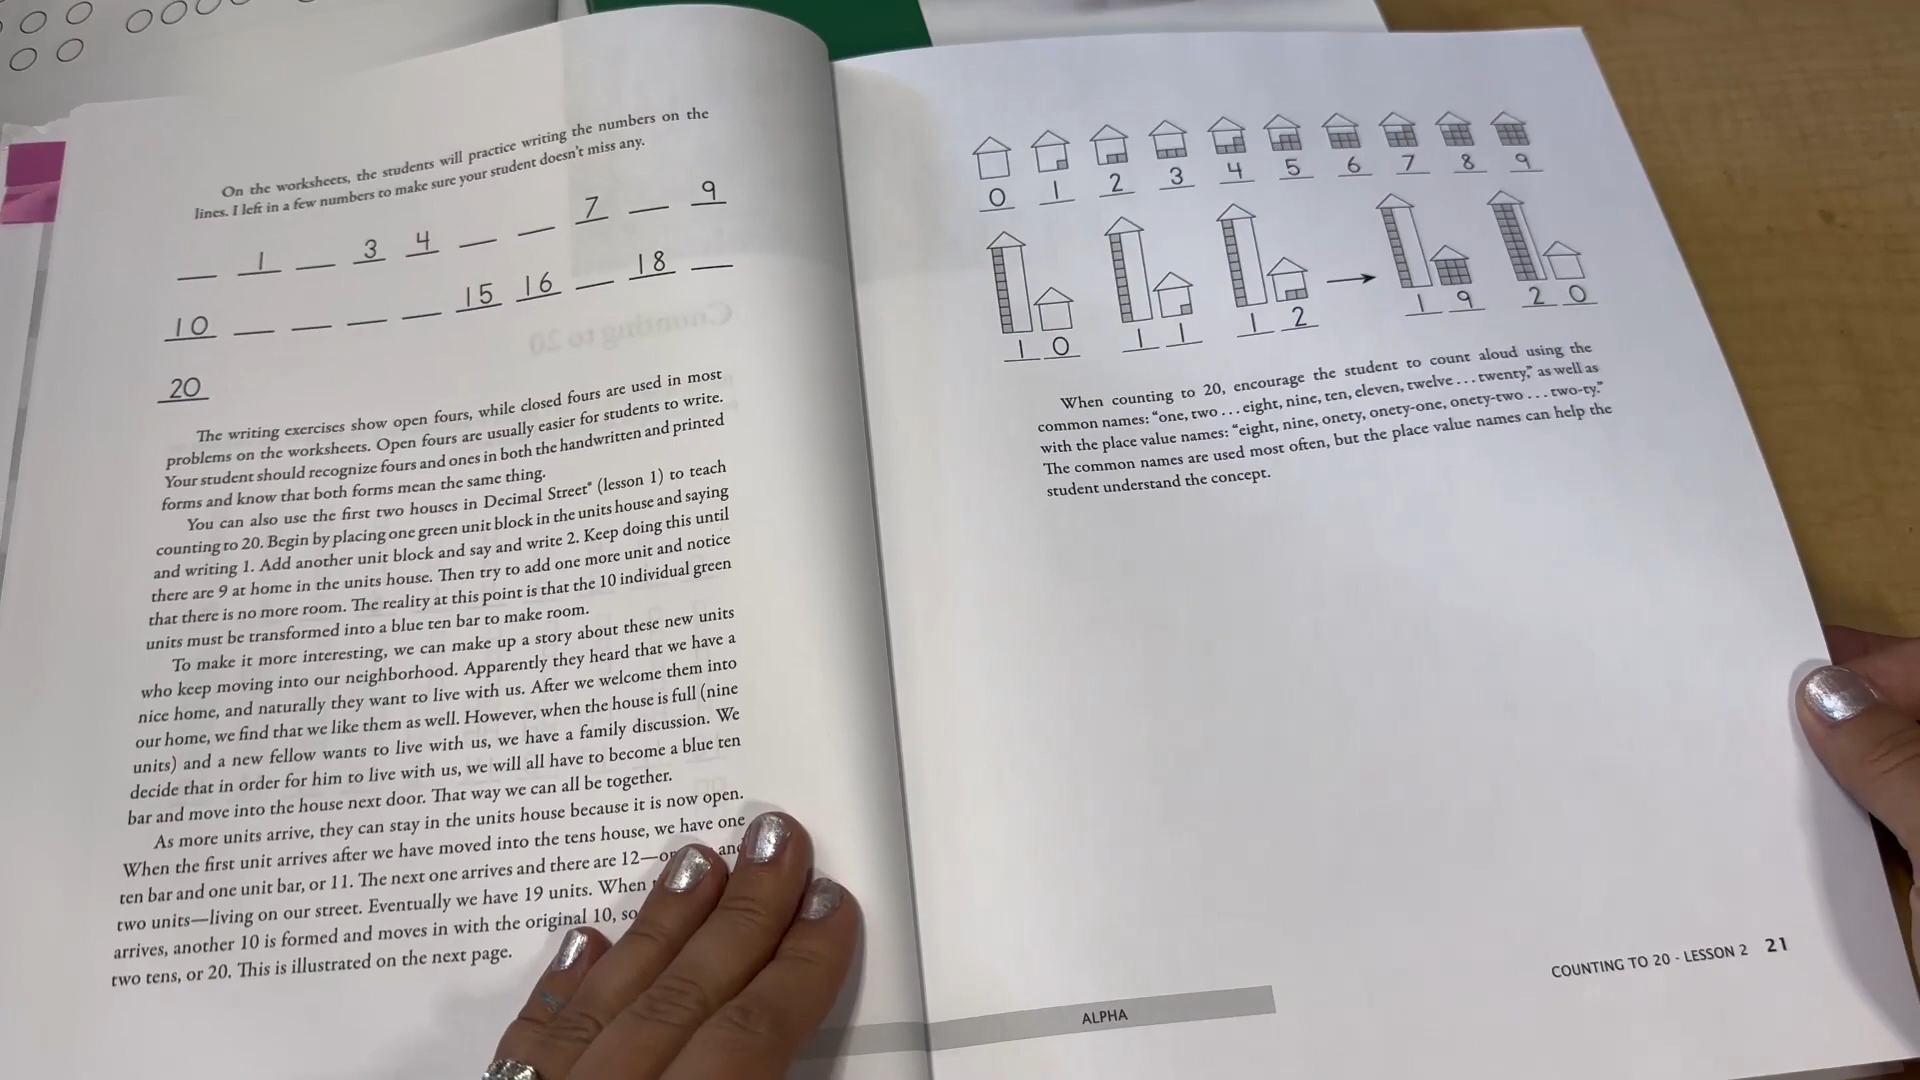 On the worksheets, the students will practice writing the numbers on the
lines. I left in a few numbers to make sure your student doesn't miss any.
__ 1 __ 3 4 __ __ 7 __ 9
10 __ __ __ __ 15 16 __ 18 __
20
The writing exercises show open fours, while closed fours are used in most
problems on the worksheets. Open fours are usually easier for students to write.
Your student should recognize fours and ones in both the handwritten and printed
forms and know that both forms mean the same thing.
You can also use the first two houses in Decimal Street® (lesson 1) to teach
counting to 20. Begin by placing one green unit block in the units house and saying
and writing 1. Add another unit block and say and write 2. Keep doing this until
there are 9 at home in the units house. Then try to add one more unit and notice
that there is no more room. The reality at this point is that the 10 individual green
units must be transformed into a blue ten bar to make room.
To make it more interesting, we can make up a story about these new units
who keep moving into our neighborhood. Apparently they heard that we have a
nice home, and naturally they want to live with us. After we welcome them into
our home, we find that we like them as well. However, when the house is full (nine
units) and a new fellow wants to live with us, we have a family discussion. We
decide that in order for him to live with us, we will all have to become a blue ten
bar and move into the house next door. That way we can all be together.
As more units arrive, they can stay in the units house because it is now open.
When the first unit arrives after we have moved into the tens house, we have one
ten bar and one unit bar, or 11. The next one arrives and there are 12—
two units—living on our street. Eventually we have 19 units. When
arrives, another 10 is formed and moves in with the original 10, so
two tens, or 20. This is illustrated on the next page.
0 1 2 3 4 5 6 7 8 9
1 0 1 1 1 2 1 9 2 0
When counting to 20, encourage the student to count aloud using the
common names: "one, two . . . eight, nine, ten, eleven, twelve . . . twenty," as well as
with the place value names: "eight, nine, onety, onety-one, onety-two . . . two-ty."
The common names are used most often, but the place value names can help the
student understand the concept.
COUNTING TO 20 - LESSON 2 21
ALPHA